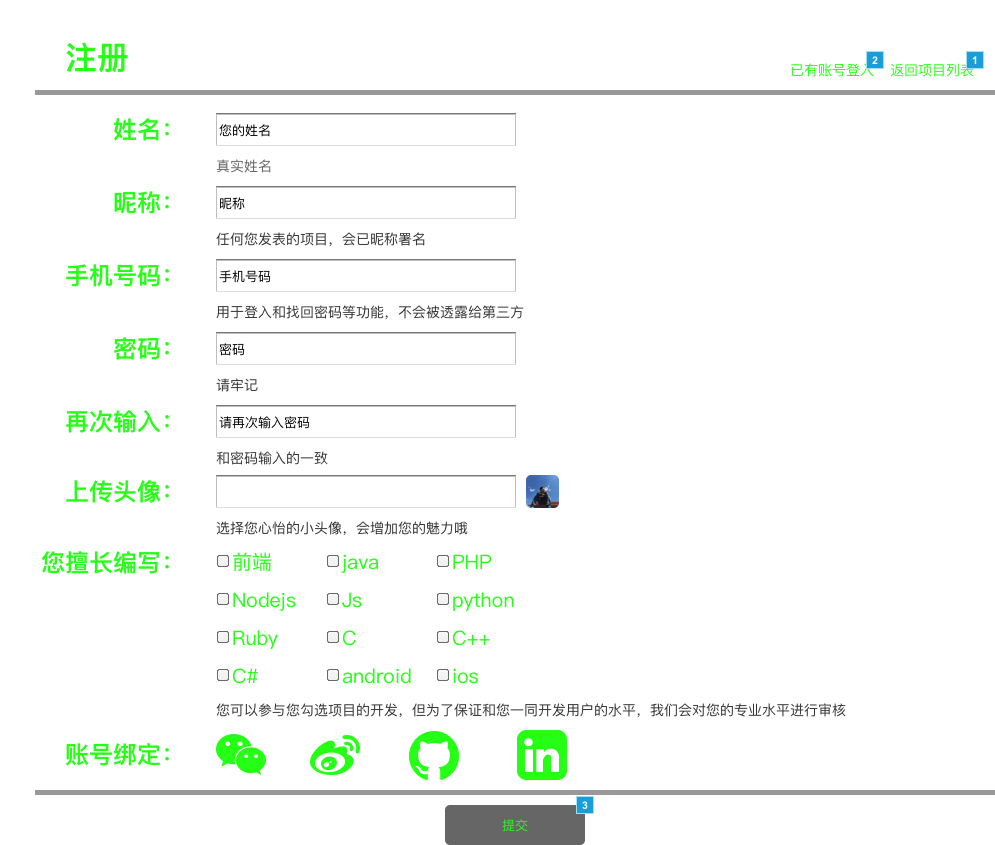 注册
已有账号登入 2 返回项目列表 1
姓名： 您的姓名
真实姓名
昵称： 昵称
任何您发表的项目，会已昵称署名
手机号码： 手机号码
用于登入和找回密码等功能，不会被透露给第三方
密码： 密码
请牢记
再次输入： 请再次输入密码
和密码输入的一致
上传头像：
选择您心怡的小头像，会增加您的魅力哦
您擅长编写： 前端 java PHP
Nodejs Js python
Ruby C C++
C# android ios
您可以参与您勾选项目的开发，但为了保证和您一同开发用户的水平，我们会对您的专业水平进行审核
账号绑定： in
提交 3